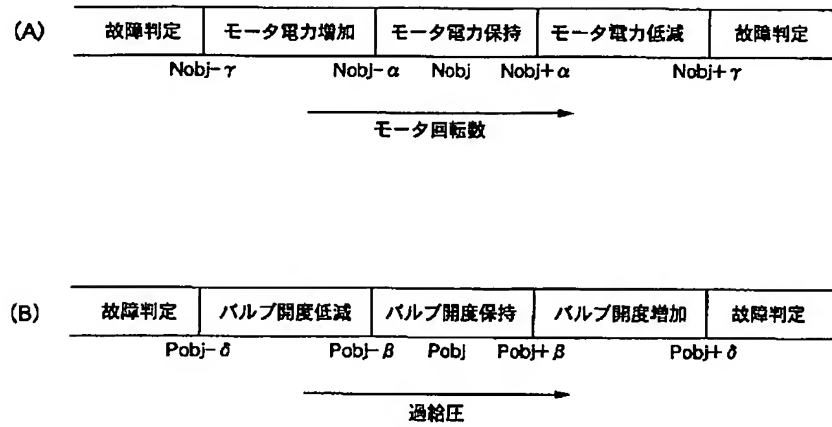 (A) 故障判定 モータ電力増加 モータ電力保持 モータ電力低減 故障判定
Nobj-γ Nobj-α Nobj Nobj+α Nobj+γ
モータ回転数
(B) 故障判定 バルブ開度低減 バルブ開度保持 バルブ開度増加 故障判定
Pobj-δ Pobj-β Pobj Pobj+β Pobj+δ
過給圧